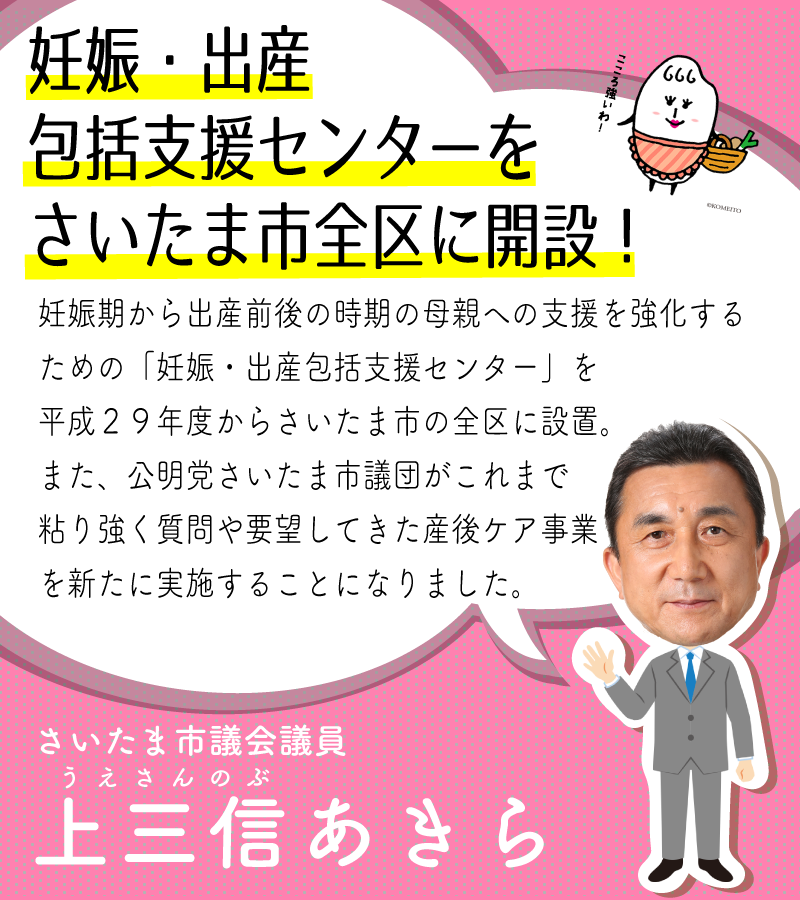 妊娠・出産
包括支援センターを
さいたま市全区に開設！
こころ強いわ！
©KOMEITO
妊娠期から出産前後の時期の母親への支援を強化する
ための「妊娠・出産包括支援センター」を
平成２９年度からさいたま市の全区に設置。
また、公明党さいたま市議団がこれまで
粘り強く質問や要望してきた産後ケア事業
を新たに実施することになりました。
さいたま市議会議員
うえさんのぶ
上三信あきら